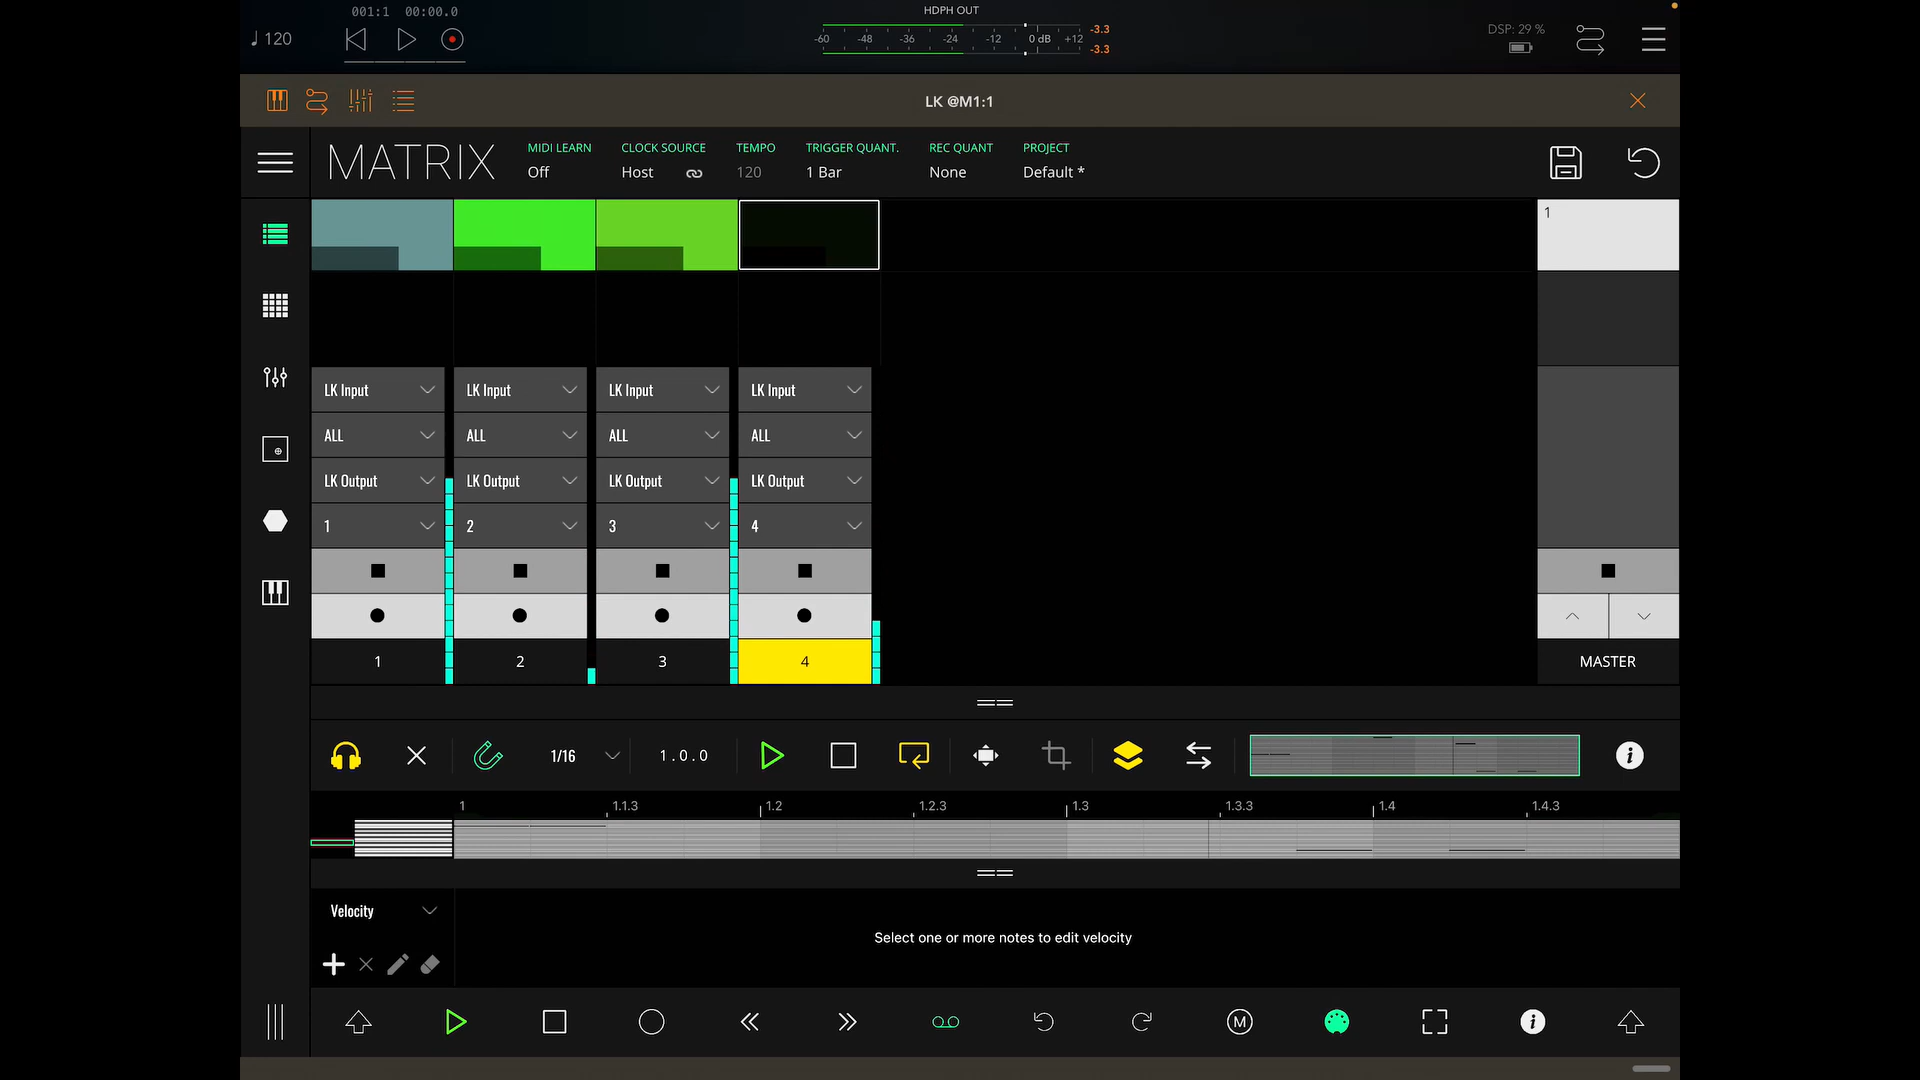 001:1 00:00.0
120
HDPH OUT
-60 -48 -36 -24 -12 0 dB +12
-3.3
-3.3
DSP: 29 %
LK @M1:1
MATRIX
MIDI LEARN CLOCK SOURCE TEMPO TRIGGER QUANT. REC QUANT PROJECT
Off Host 120 1 Bar None Default *
1
LK Input LK Input LK Input LK Input
ALL ALL ALL ALL
LK Output LK Output LK Output LK Output
1 2 3 4
1 2 3 4 MASTER
1/16 1.0.0
1 1.1.3 1.2 1.2.3 1.3 1.3.3 1.4 1.4.3
Velocity
Select one or more notes to edit velocity
M